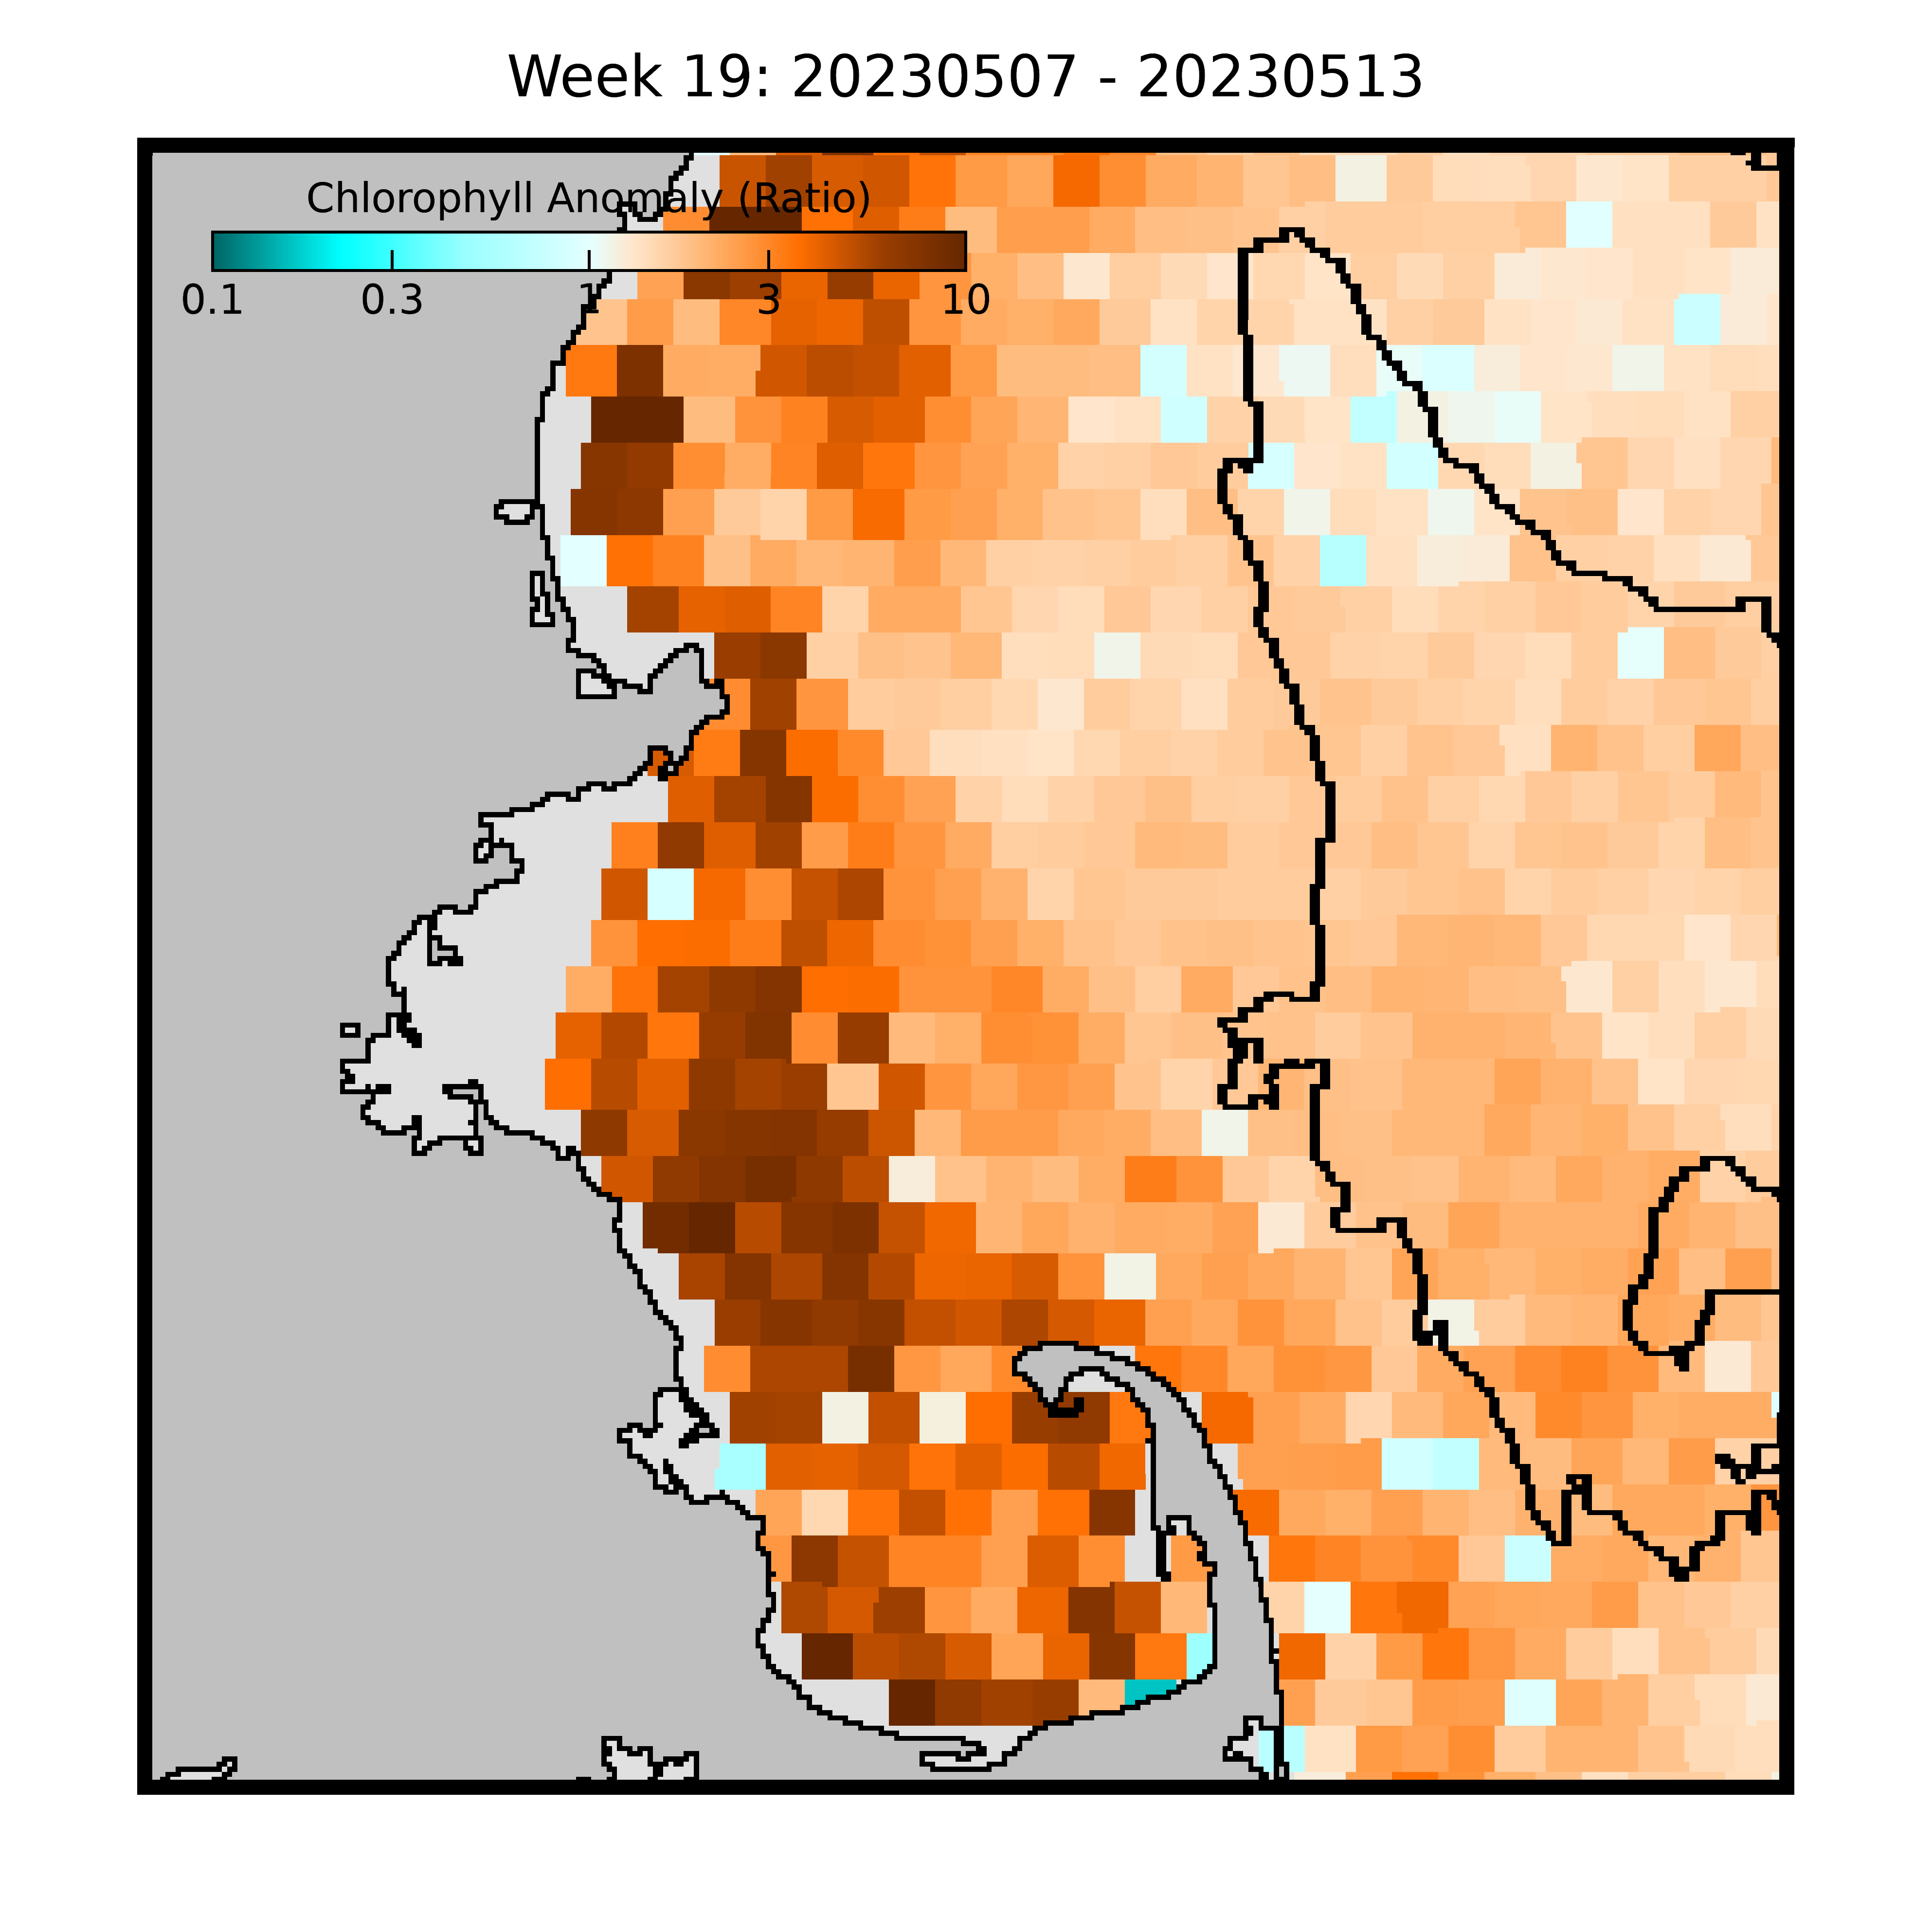 Week 19: 20230507 - 20230513
Chlorophyll Anomaly (Ratio)
0.1 0.3 1 3 10